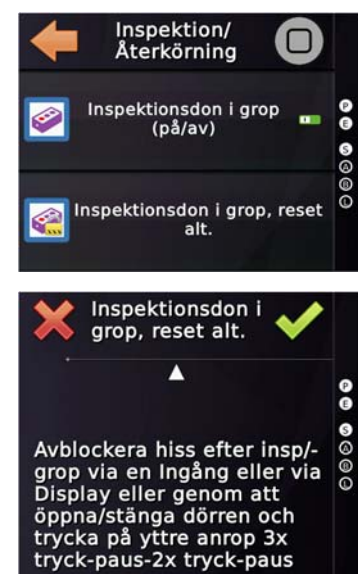 Inspektion/
Återkörning
Inspektionsdon i grop
(på/av)
Inspektionsdon i grop, reset
alt.
P
E
S
A
B
L
Inspektionsdon i
grop, reset alt.
Avblockera hiss efter insp/-
grop via en Ingång eller via
Display eller genom att
öppna/stänga dörren och
trycka på yttre anrop 3x
tryck-paus-2x tryck-paus
P
E
S
A
B
L